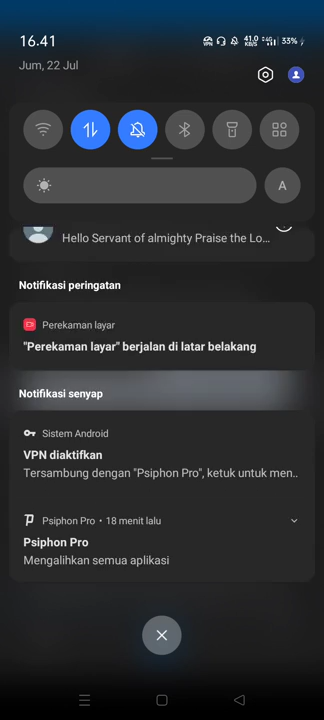 16.41
VPN
41.0
KB/S
4G
33%
Jum, 22 Jul
A
Hello Servant of almighty Praise the Lo...
Notifikasi peringatan
Perekaman layar
"Perekaman layar" berjalan di latar belakang
Notifikasi senyap
Sistem Android
VPN diaktifkan
Tersambung dengan "Psiphon Pro", ketuk untuk men..
Psiphon Pro • 18 menit lalu
Psiphon Pro
Mengalihkan semua aplikasi